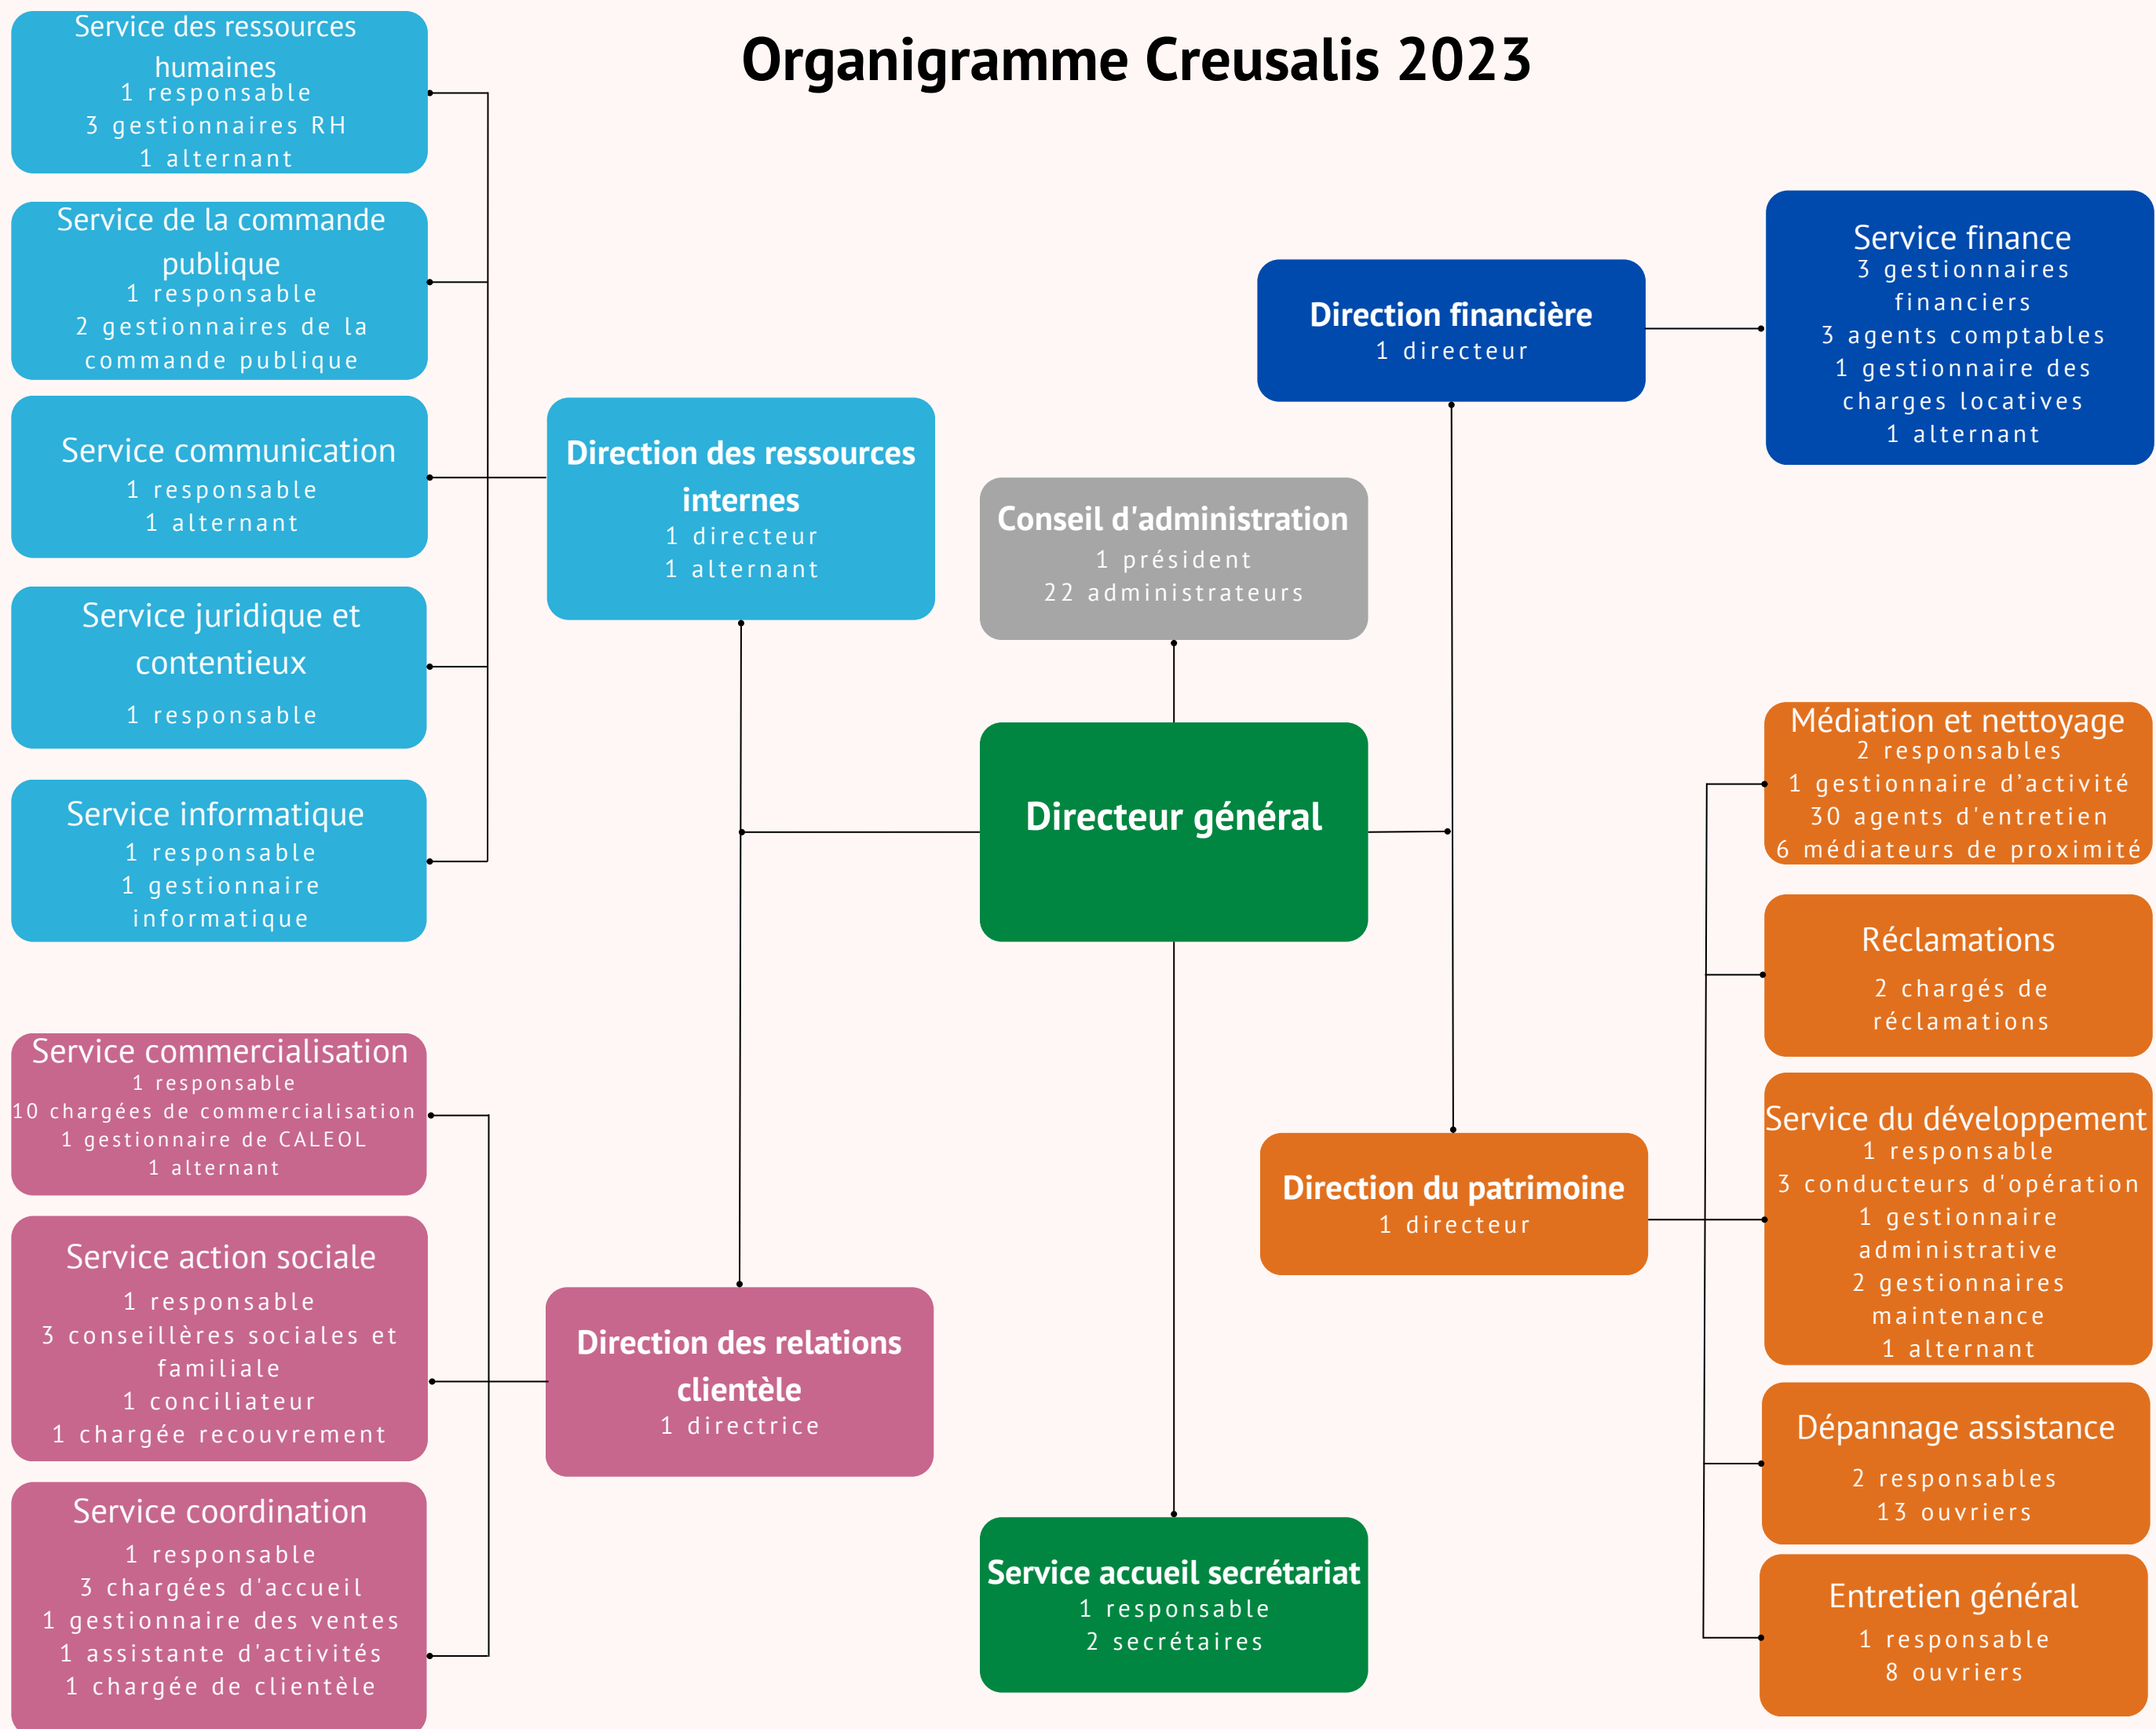 Organigramme Creusalis 2023
Service des ressources
humaines
1 responsable
3 gestionnaires RH
1 alternant
Service de la commande
publique
1 responsable
2 gestionnaires de la
commande publique
Service communication
1 responsable
1 alternant
Service juridique et
contentieux
1 responsable
Service informatique
1 responsable
1 gestionnaire
informatique
Direction des ressources
internes
1 directeur
1 alternant
Conseil d'administration
1 président
22 administrateurs
Directeur général
Direction financière
1 directeur
Service finance
3 gestionnaires
financiers
3 agents comptables
1 gestionnaire des
charges locatives
1 alternant
Médiation et nettoyage
2 responsables
1 gestionnaire d’activité
30 agents d'entretien
6 médiateurs de proximité
Réclamations
2 chargés de
réclamations
Service du développement
1 responsable
3 conducteurs d'opération
1 gestionnaire
administrative
2 gestionnaires
maintenance
1 alternant
Dépannage assistance
2 responsables
13 ouvriers
Entretien général
1 responsable
8 ouvriers
Direction du patrimoine
1 directeur
Service commercialisation
1 responsable
10 chargées de commercialisation
1 gestionnaire de CALEOL
1 alternant
Service action sociale
1 responsable
3 conseillères sociales et
familiale
1 conciliateur
1 chargée recouvrement
Service coordination
1 responsable
3 chargées d'accueil
1 gestionnaire des ventes
1 assistante d'activités
1 chargée de clientèle
Direction des relations
clientèle
1 directrice
Service accueil secrétariat
1 responsable
2 secrétaires